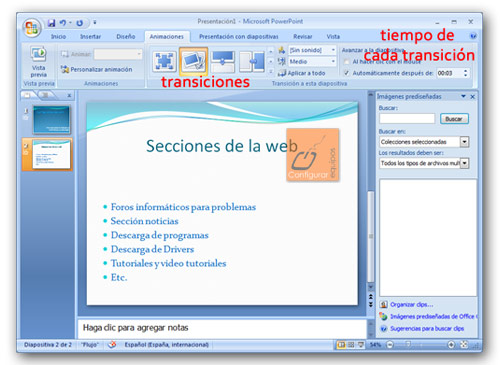 Presentación1 - Microsoft PowerPoint
tiempo de
cada transición
Inicio Insertar Diseño Animaciones Presentación con diapositivas Revisar Vista
Vista previa
Animar:
Personalizar animación
[Sin sonido]
Medio
Aplicar a todo
Avanzar a la diapositiva
Al hacer clic con el mouse
Automáticamente después de: 00:03
Vista previa Animaciones Transición a esta diapositiva
transiciones
1
2
Secciones de la web
Configurar
equipos
Foros informáticos para problemas
Sección noticias
Descarga de programas
Descarga de Drivers
Tutoriales y video tutoriales
Etc.
Haga clic para agregar notas
Imágenes prediseñadas
Buscar:
Buscar
Buscar en:
Colecciones seleccionadas
Los resultados deben ser:
Todos los tipos de archivos mult
Organizar clips...
Imágenes prediseñadas de Office
Sugerencias para buscar clips
Diapositiva 2 de 2 "Flujo" Español (España, internacional) 54%